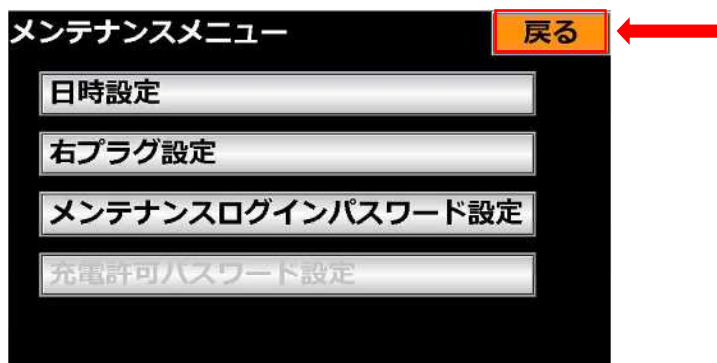 メンテナンスメニュー 戻る
日時設定
右プラグ設定
メンテナンスログインパスワード設定
充電許可パスワード設定